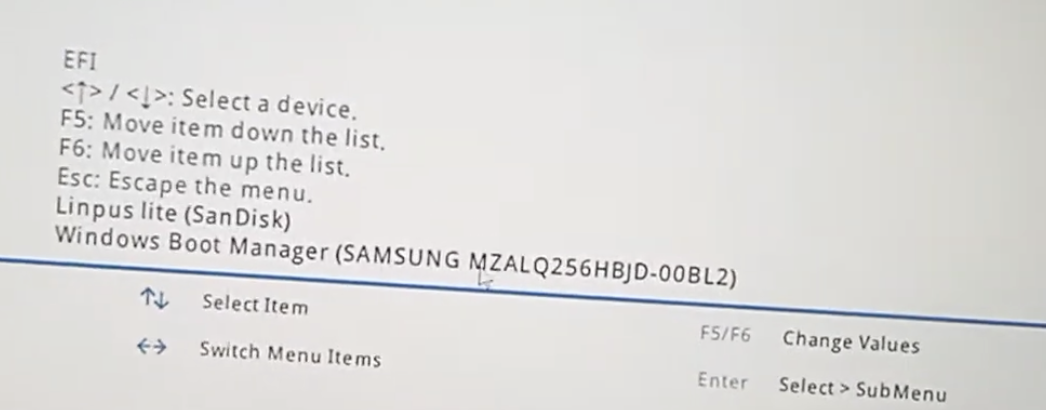 EFI
<↑> / <↓>: Select a device.
F5: Move item down the list.
F6: Move item up the list.
Esc: Escape the menu.
Linpus lite (SanDisk)
Windows Boot Manager (SAMSUNG MZALQ256HBJD-00BL2)
↑↓ Select Item
F5/F6 Change Values
↔ Switch Menu Items
Enter Select > SubMenu